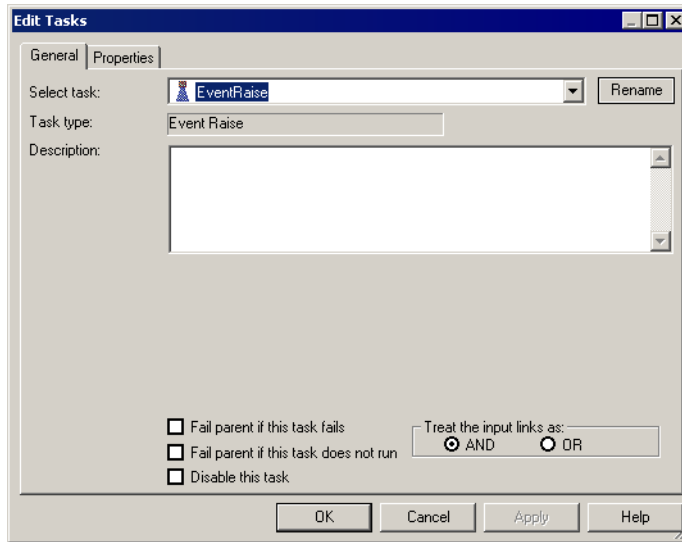 Edit Tasks
General Properties
Select task: EventRaise Rename
Task type: Event Raise
Description:
Fail parent if this task fails
Treat the input links as:
Fail parent if this task does not run
AND OR
Disable this task
OK Cancel Apply Help